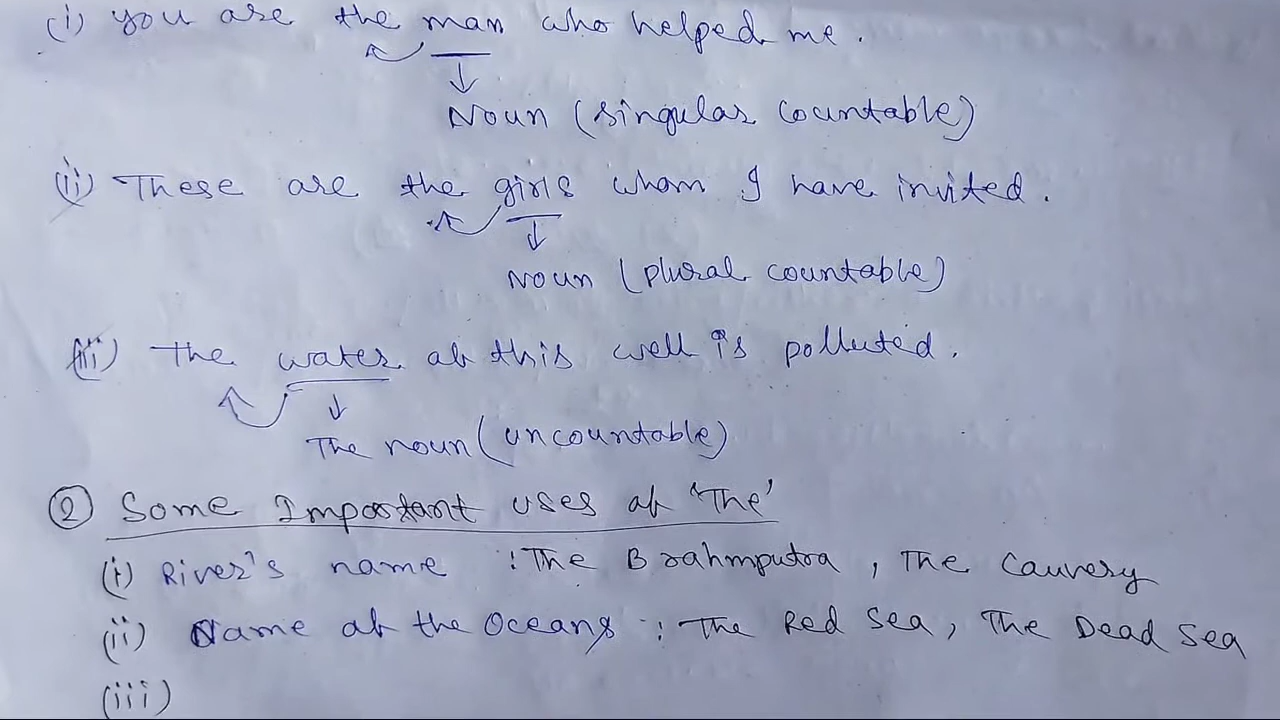 (i) you are the man who helped me.
Noun (singular countable)
(ii) These are the girls whom I have invited.
Noun (plural countable)
(iii) The water of this well is polluted.
The noun (uncountable)
② Some Important uses of 'The'
(i) River's name : The Brahmputra, The Cauvery
(ii) Name of the Oceans : The Red Sea, The Dead Sea
(iii)